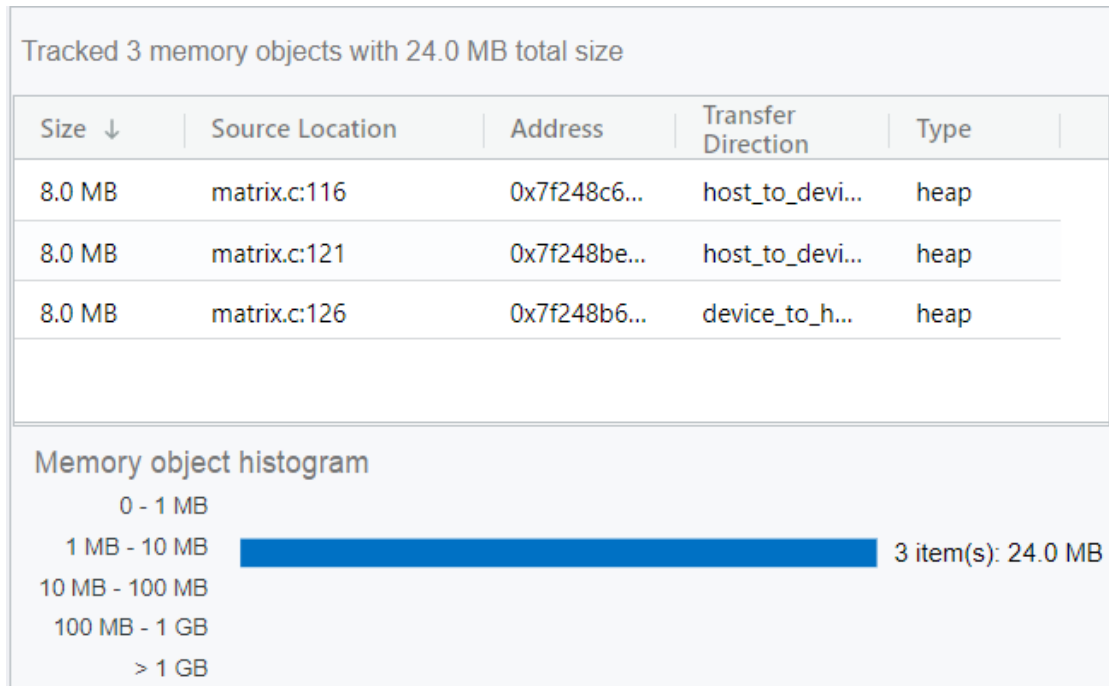 Tracked 3 memory objects with 24.0 MB total size
Size ↓ Source Location Address Transfer Direction Type
8.0 MB matrix.c:116 0x7f248c6... host_to_devi... heap
8.0 MB matrix.c:121 0x7f248be... host_to_devi... heap
8.0 MB matrix.c:126 0x7f248b6... device_to_h... heap
Memory object histogram
0 - 1 MB
1 MB - 10 MB 3 item(s): 24.0 MB
10 MB - 100 MB
100 MB - 1 GB
> 1 GB